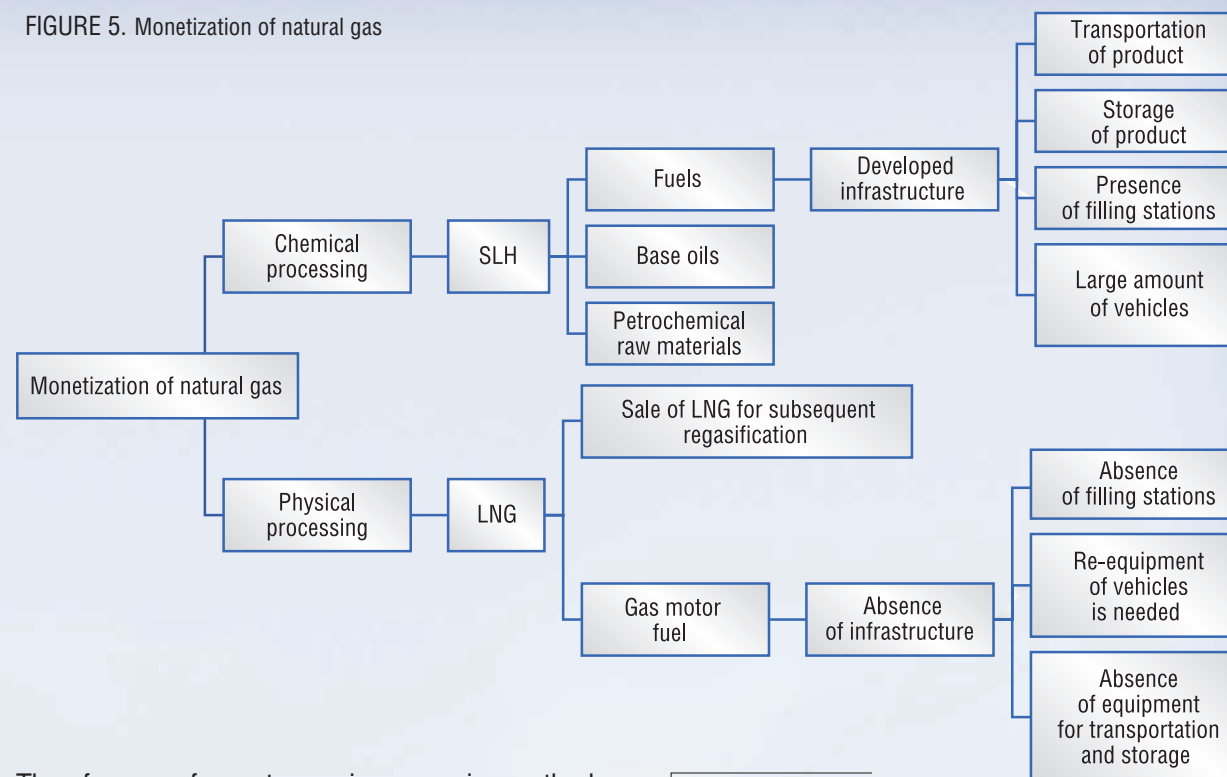 FIGURE 5. Monetization of natural gas
Transportation
of product
Storage
of product
Presence
of filling stations
Large amount
of vehicles
Developed
infrastructure
Fuels
Base oils
Petrochemical
raw materials
SLH
Chemical
processing
Monetization of natural gas
Physical
processing
LNG
Sale of LNG for subsequent
regasification
Gas motor
fuel
Absence
of infrastructure
Absence
of filling stations
Re-equipment
of vehicles
is needed
Absence
of equipment
for transportation
and storage